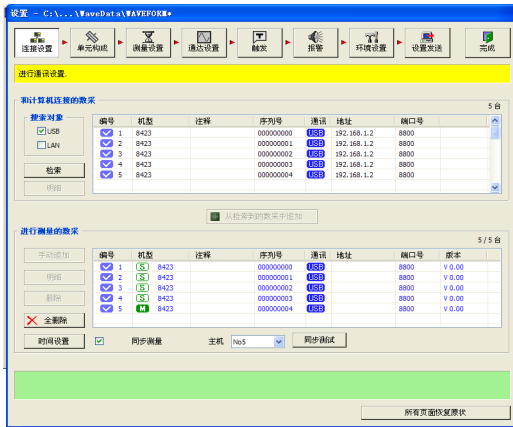 设置 - C:\...\WaveData\WAVEFORM*
连接设置 单元构成 测量设置 通达设置 触发 报警 环境设置 设置发送 完成
进行通讯设置.
和计算机连接的数采
5 台
搜索对象
USB
LAN
检索
明细
编号 机型 注释 序列号 通讯 地址 端口号
1 8423 000000000 USB 192.168.1.2 8800
2 8423 000000001 USB 192.168.1.2 8800
3 8423 000000002 USB 192.168.1.2 8800
4 8423 000000003 USB 192.168.1.2 8800
5 8423 000000004 USB 192.168.1.2 8800
从检索到的数采中追加
进行测量的数采
5 / 5 台
手动追加
明细
删除
全删除
时间设置
编号 机型 注释 序列号 通讯 地址 端口号 版本
1 S 8423 000000000 USB 8800 V 0.00
2 S 8423 000000001 USB 8800 V 0.00
3 S 8423 000000002 USB 8800 V 0.00
4 S 8423 000000003 USB 8800 V 0.00
5 M 8423 000000004 USB 8800 V 0.00
同步测量 主机 No5 同步测试
所有页面恢复原状